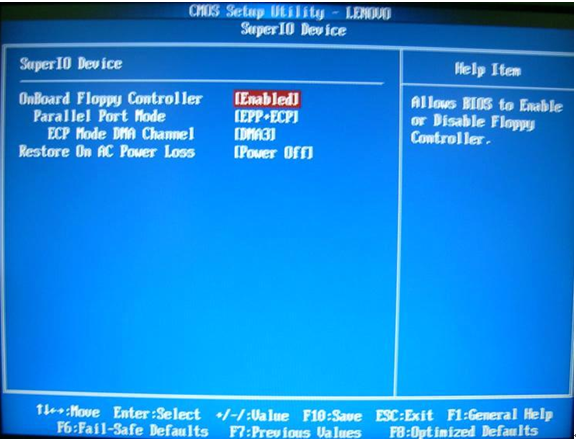 CMOS Setup Utility - LENOVO
SuperIO Device
SuperIO Device
Help Item
OnBoard Floppy Controller [Enabled]
Parallel Port Mode [EPP+ECP]
ECP Mode DMA Channel [DMA3]
Restore On AC Power Loss [Power Off]
Allows BIOS to Enable
or Disable Floppy
Controller.
↑↓←→:Move Enter:Select +/-/:Value F10:Save ESC:Exit F1:General Help
F6:Fail-Safe Defaults F7:Previous Values F8:Optimized Defaults